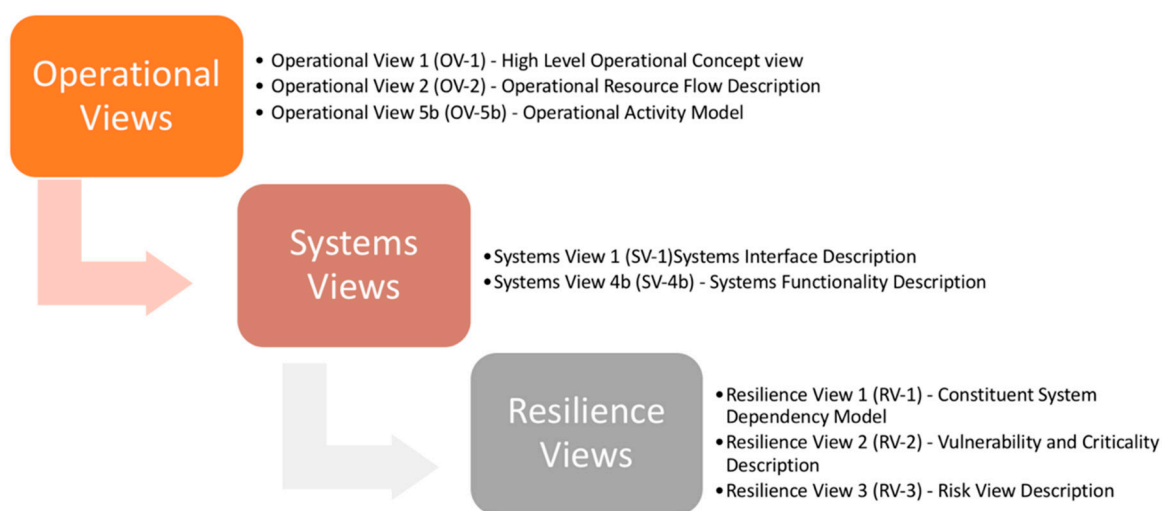 Operational
Views
• Operational View 1 (OV-1) - High Level Operational Concept view
• Operational View 2 (OV-2) - Operational Resource Flow Description
• Operational View 5b (OV-5b) - Operational Activity Model
Systems
Views
•Systems View 1 (SV-1)Systems Interface Description
•Systems View 4b (SV-4b) - Systems Functionality Description
Resilience
Views
•Resilience View 1 (RV-1) - Constituent System
Dependency Model
•Resilience View 2 (RV-2) - Vulnerability and Criticality
Description
•Resilience View 3 (RV-3) - Risk View Description